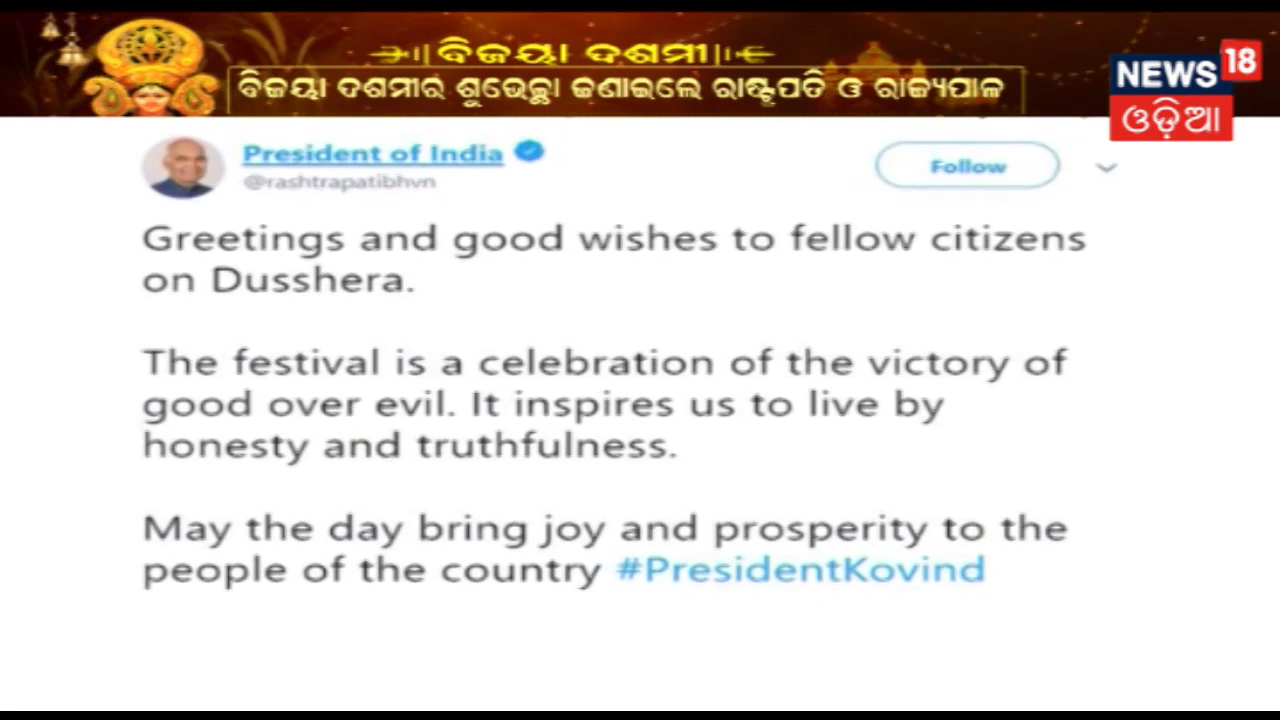 ବିଜୟା ଦଶମୀ
ବିଜୟା ଦଶମୀର ଶୁଭେଚ୍ଛା ଜଣାଇଲେ ରାଷ୍ଟ୍ରପତି ଓ ରାଜ୍ୟପାଳ
NEWS 18
ଓଡ଼ିଆ
President of India
@rashtrapatibhvn
Follow
Greetings and good wishes to fellow citizens
on Dusshera.
The festival is a celebration of the victory of
good over evil. It inspires us to live by
honesty and truthfulness.
May the day bring joy and prosperity to the
people of the country #PresidentKovind